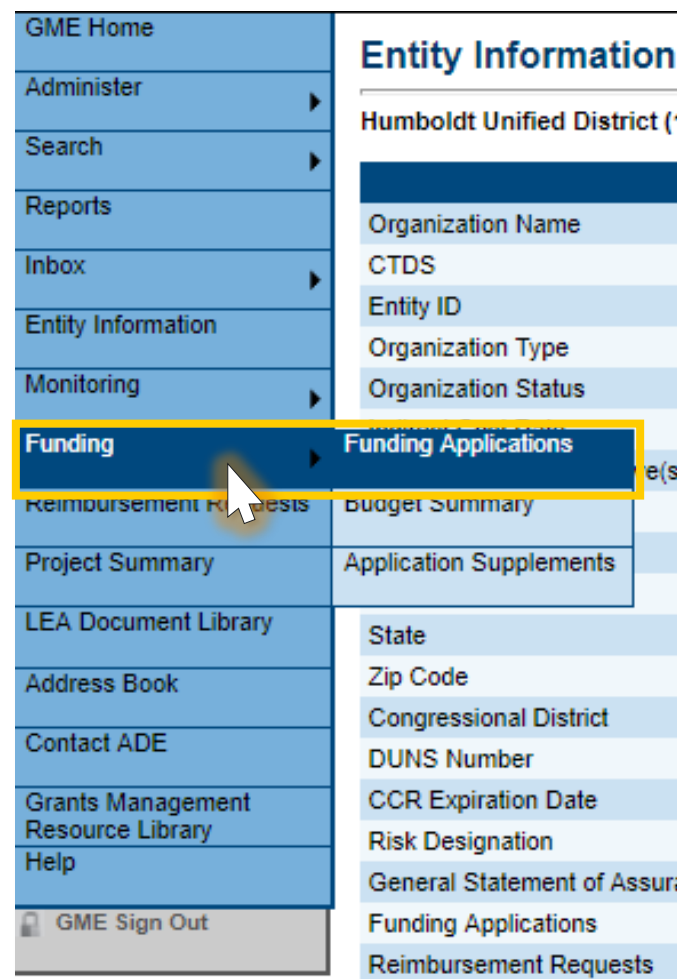 GME Home
Administer
Search
Reports
Inbox
Entity Information
Monitoring
Funding
Reimbursement Requests
Project Summary
LEA Document Library
Address Book
Contact ADE
Grants Management
Resource Library
Help
GME Sign Out
Funding Applications
Budget Summary
Application Supplements
Entity Information
Humboldt Unified District (
Organization Name
CTDS
Entity ID
Organization Type
Organization Status
State
Zip Code
Congressional District
DUNS Number
CCR Expiration Date
Risk Designation
General Statement of
Funding Applications
Reimbursement Requests